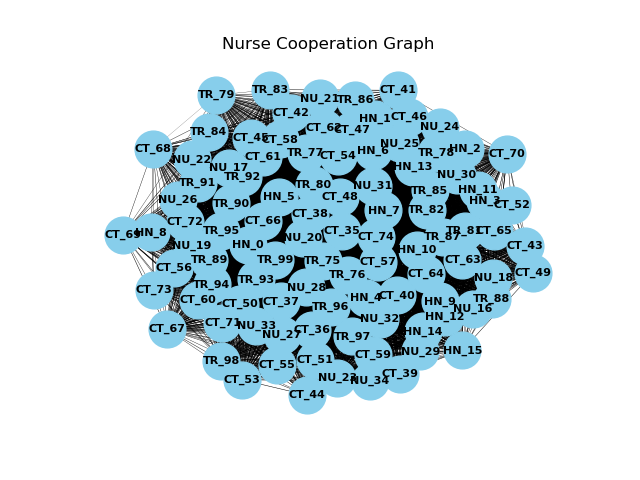 Nurse Cooperation Graph
TR_79
TR_83
CT_41
NU_21
TR_86
CT_42
HN_1
CT_46
NU_24
CT_62
CT_47
TR_84
CT_45
CT_58
NU_25
CT_68
HN_2
CT_70
TR_77
CT_54
HN_6
TR_78
CT_61
NU_22
NU_17
HN_13
NU_30
TR_92
TR_91
TR_80
NU_31
TR_85
HN_11
HN_5
CT_48
NU_26
TR_90
HN_3
CT_52
CT_38
HN_7
TR_82
CT_72
CT_66
TR_95
CT_35
TR_81
CT_65
CT_69
HN_8
NU_20
CT_74
TR_87
NU_19
HN_0
HN_10
CT_43
TR_89
TR_99
TR_75
CT_57
CT_63
CT_56
TR_76
CT_64
CT_49
TR_93
NU_18
TR_94
CT_73
NU_28
HN_4
CT_40
CT_60
CT_50
CT_37
TR_96
HN_9
TR_88
NU_16
HN_12
NU_32
CT_71
NU_33
CT_67
CT_36
HN_14
NU_27
TR_97
NU_29
HN_15
CT_59
TR_98
CT_51
CT_55
CT_39
NU_23
CT_53
NU_34
CT_44